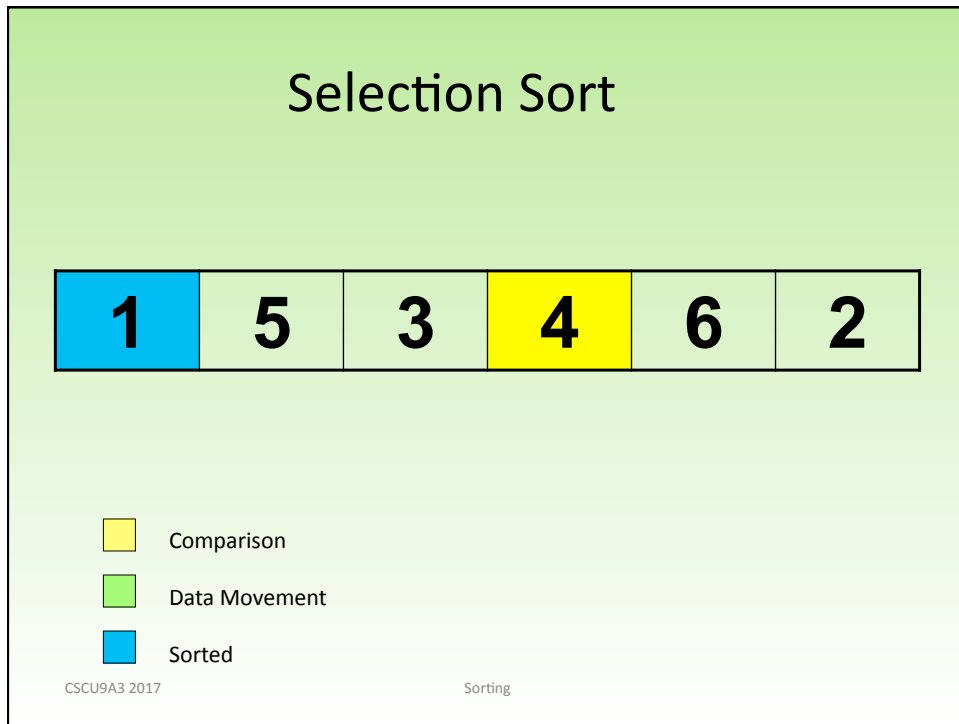 Selection Sort
1 5 3 4 6 2
Comparison
Data Movement
Sorted
CSCU9A3 2017 Sorting